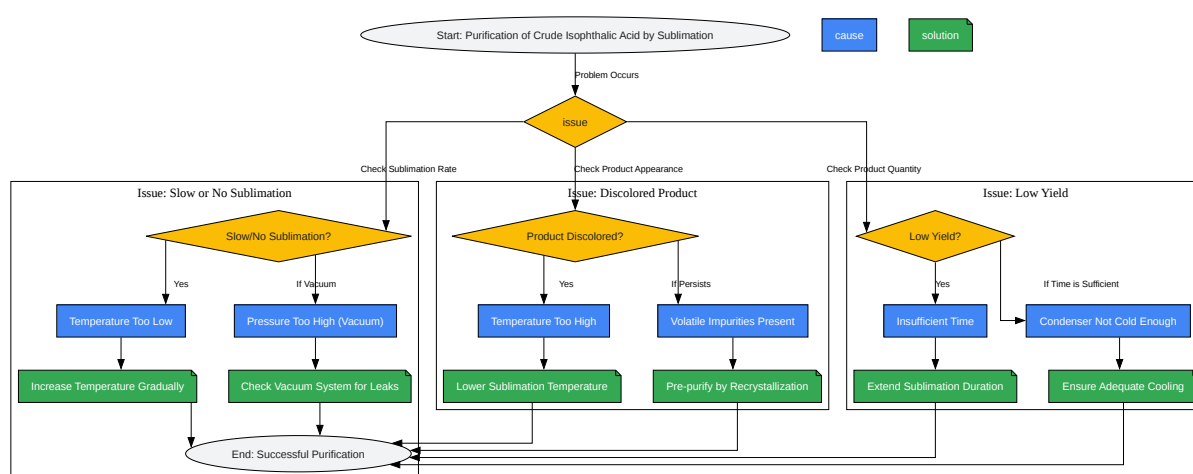 Start: Purification of Crude Isophthalic Acid by Sublimation
cause
solution
Problem Occurs
issue
Check Sublimation Rate
Check Product Appearance
Check Product Quantity
Issue: Slow or No Sublimation
Issue: Discolored Product
Issue: Low Yield
Slow/No Sublimation?
Product Discolored?
Low Yield?
Yes
If Vacuum
Yes
If Persists
Yes
If Time is Sufficient
Temperature Too Low
Pressure Too High (Vacuum)
Temperature Too High
Volatile Impurities Present
Insufficient Time
Condenser Not Cold Enough
Increase Temperature Gradually
Check Vacuum System for Leaks
Lower Sublimation Temperature
Pre-purify by Recrystallization
Extend Sublimation Duration
Ensure Adequate Cooling
End: Successful Purification